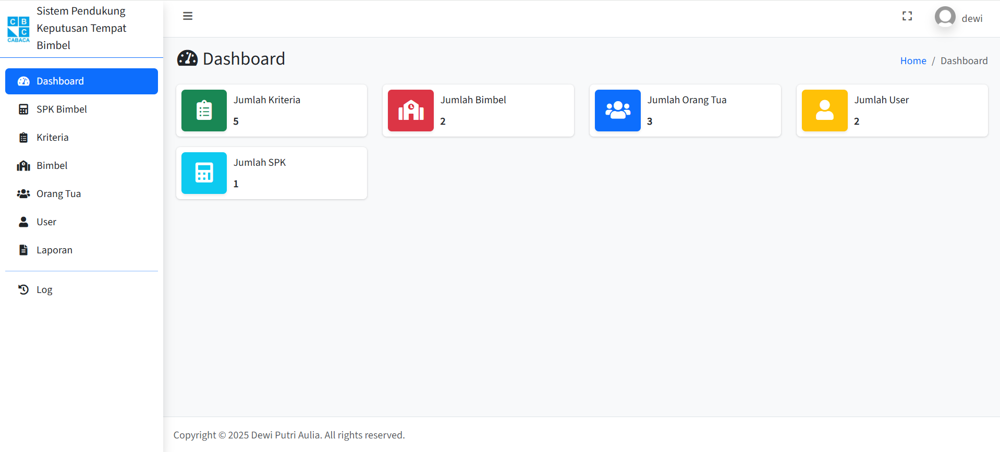 C B
C
CABACA
Sistem Pendukung
Keputusan Tempat
Bimbel
dewi
Dashboard
SPK Bimbel
Kriteria
Bimbel
Orang Tua
User
Laporan
Log
Dashboard
Home / Dashboard
Jumlah Kriteria
5
Jumlah Bimbel
2
Jumlah Orang Tua
3
Jumlah User
2
Jumlah SPK
1
Copyright © 2025 Dewi Putri Aulia. All rights reserved.